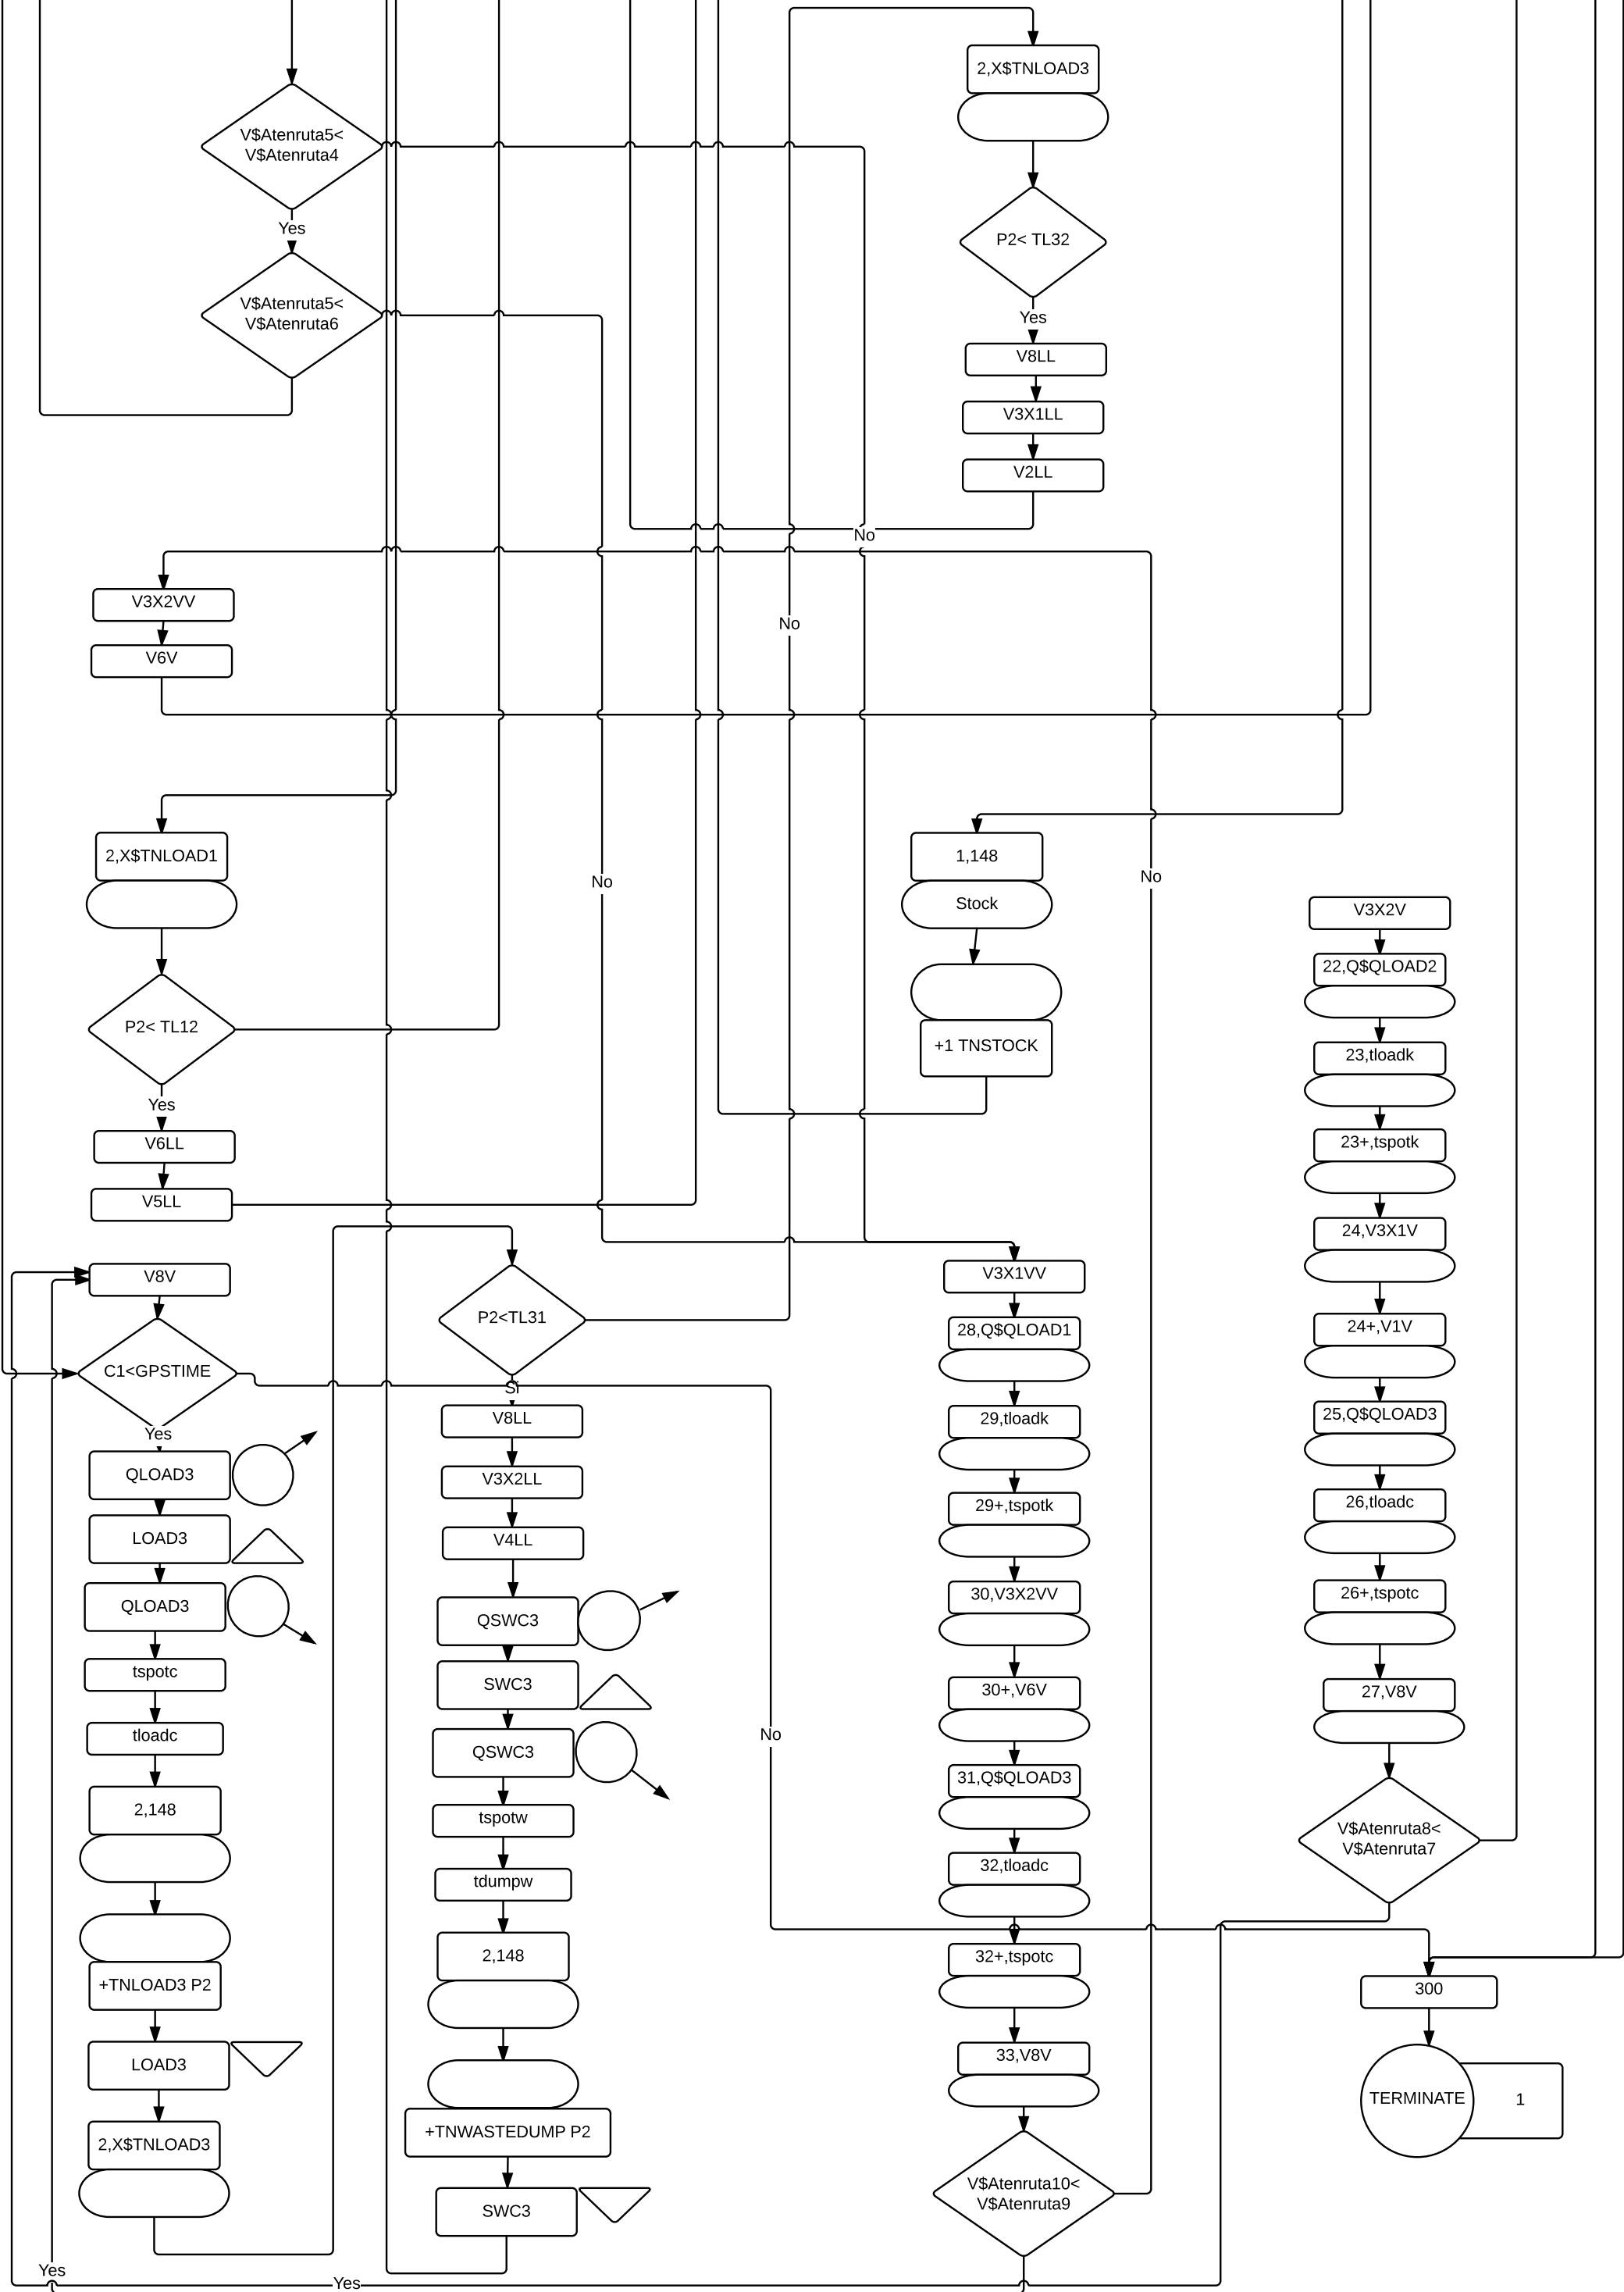 V$Atenruta5<
V$Atenruta4
Yes
V$Atenruta5<
V$Atenruta6
2,X$TNLOAD3
P2< TL32
Yes
V8LL
V3X1LL
V2LL
No
No
V3X2VV
V6V
2,X$TNLOAD1
P2< TL12
Yes
V6LL
V5LL
No
1,148
Stock
+1 TNSTOCK
No
V3X2V
22,Q$QLOAD2
23,tloadk
23+,tspotk
24,V3X1V
24+,V1V
25,Q$QLOAD3
26,tloadc
26+,tspotc
27,V8V
V$Atenruta8<
V$Atenruta7
V8V
C1<GPSTIME
Yes
QLOAD3
LOAD3
QLOAD3
tspotc
tloadc
2,148
+TNLOAD3 P2
LOAD3
2,X$TNLOAD3
P2<TL31
Sí
V8LL
V3X2LL
V4LL
QSWC3
SWC3
QSWC3
tspotw
tdumpw
2,148
+TNWASTEDUMP P2
SWC3
No
V3X1VV
28,Q$QLOAD1
29,tloadk
29+,tspotk
30,V3X2VV
30+,V6V
31,Q$QLOAD3
32,tloadc
32+,tspotc
33,V8V
V$Atenruta10<
V$Atenruta9
300
TERMINATE
1
Yes
Yes